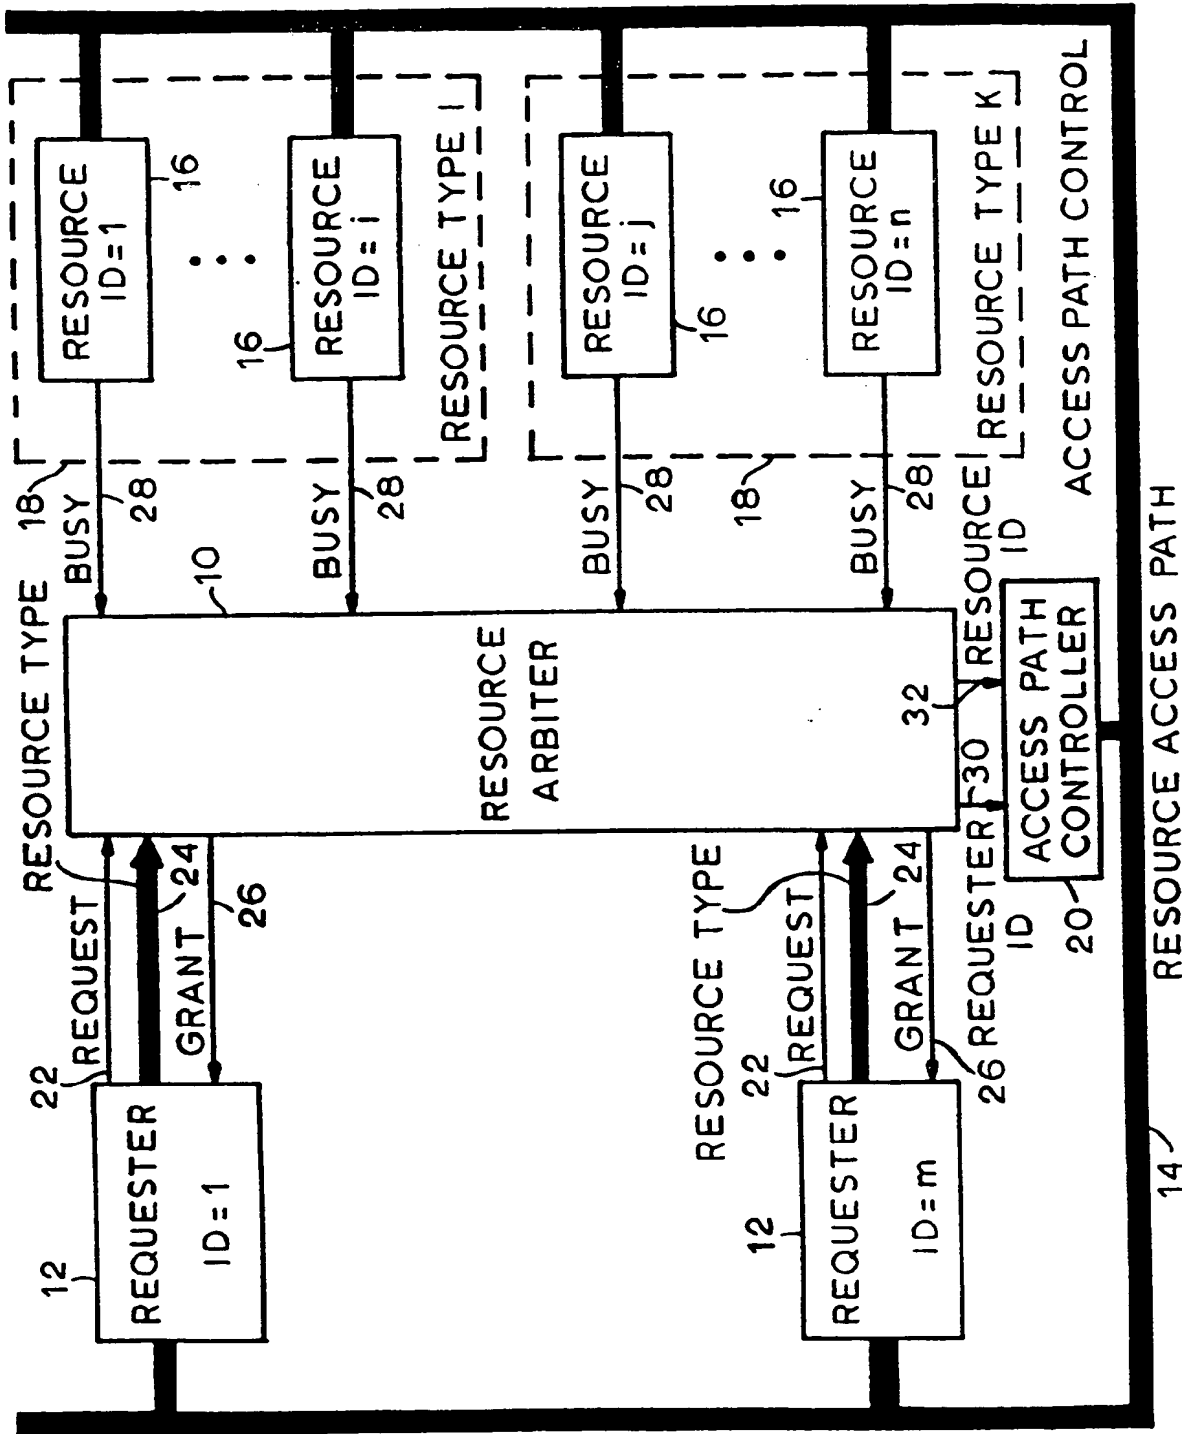 RESOURCE TYPE
18
REQUEST
22
24
GRANT
26
12
REQUESTER
ID=1
BUSY
28
RESOURCE
ID=1
16
10
BUSY
28
16
RESOURCE
ID=i
RESOURCE TYPE I
RESOURCE
ARBITER
BUSY
28
RESOURCE
ID=j
16
RESOURCE TYPE
22
REQUEST
24
GRANT
26
12
REQUESTER
ID=m
18
BUSY
28
16
RESOURCE
ID=n
RESOURCE TYPE K
REQUESTER
ID
30
32
RESOURCE
ID
20
ACCESS PATH
CONTROLLER
ACCESS PATH CONTROL
14
RESOURCE ACCESS PATH